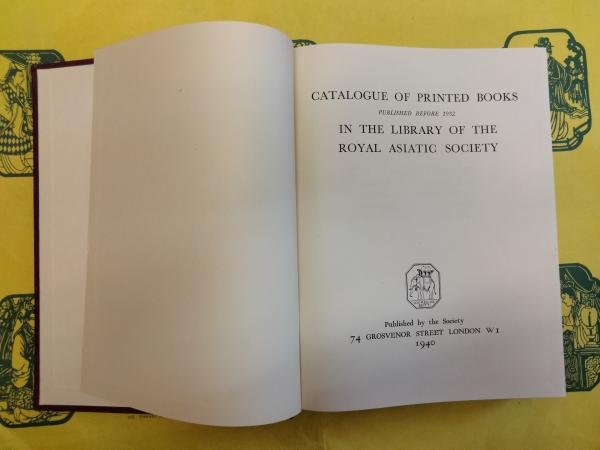 CATALOGUE OF PRINTED BOOKS
PUBLISHED BEFORE 1932
IN THE LIBRARY OF THE
ROYAL ASIATIC SOCIETY
Published by the Society
74 GROSVENOR STREET LONDON W1
1940